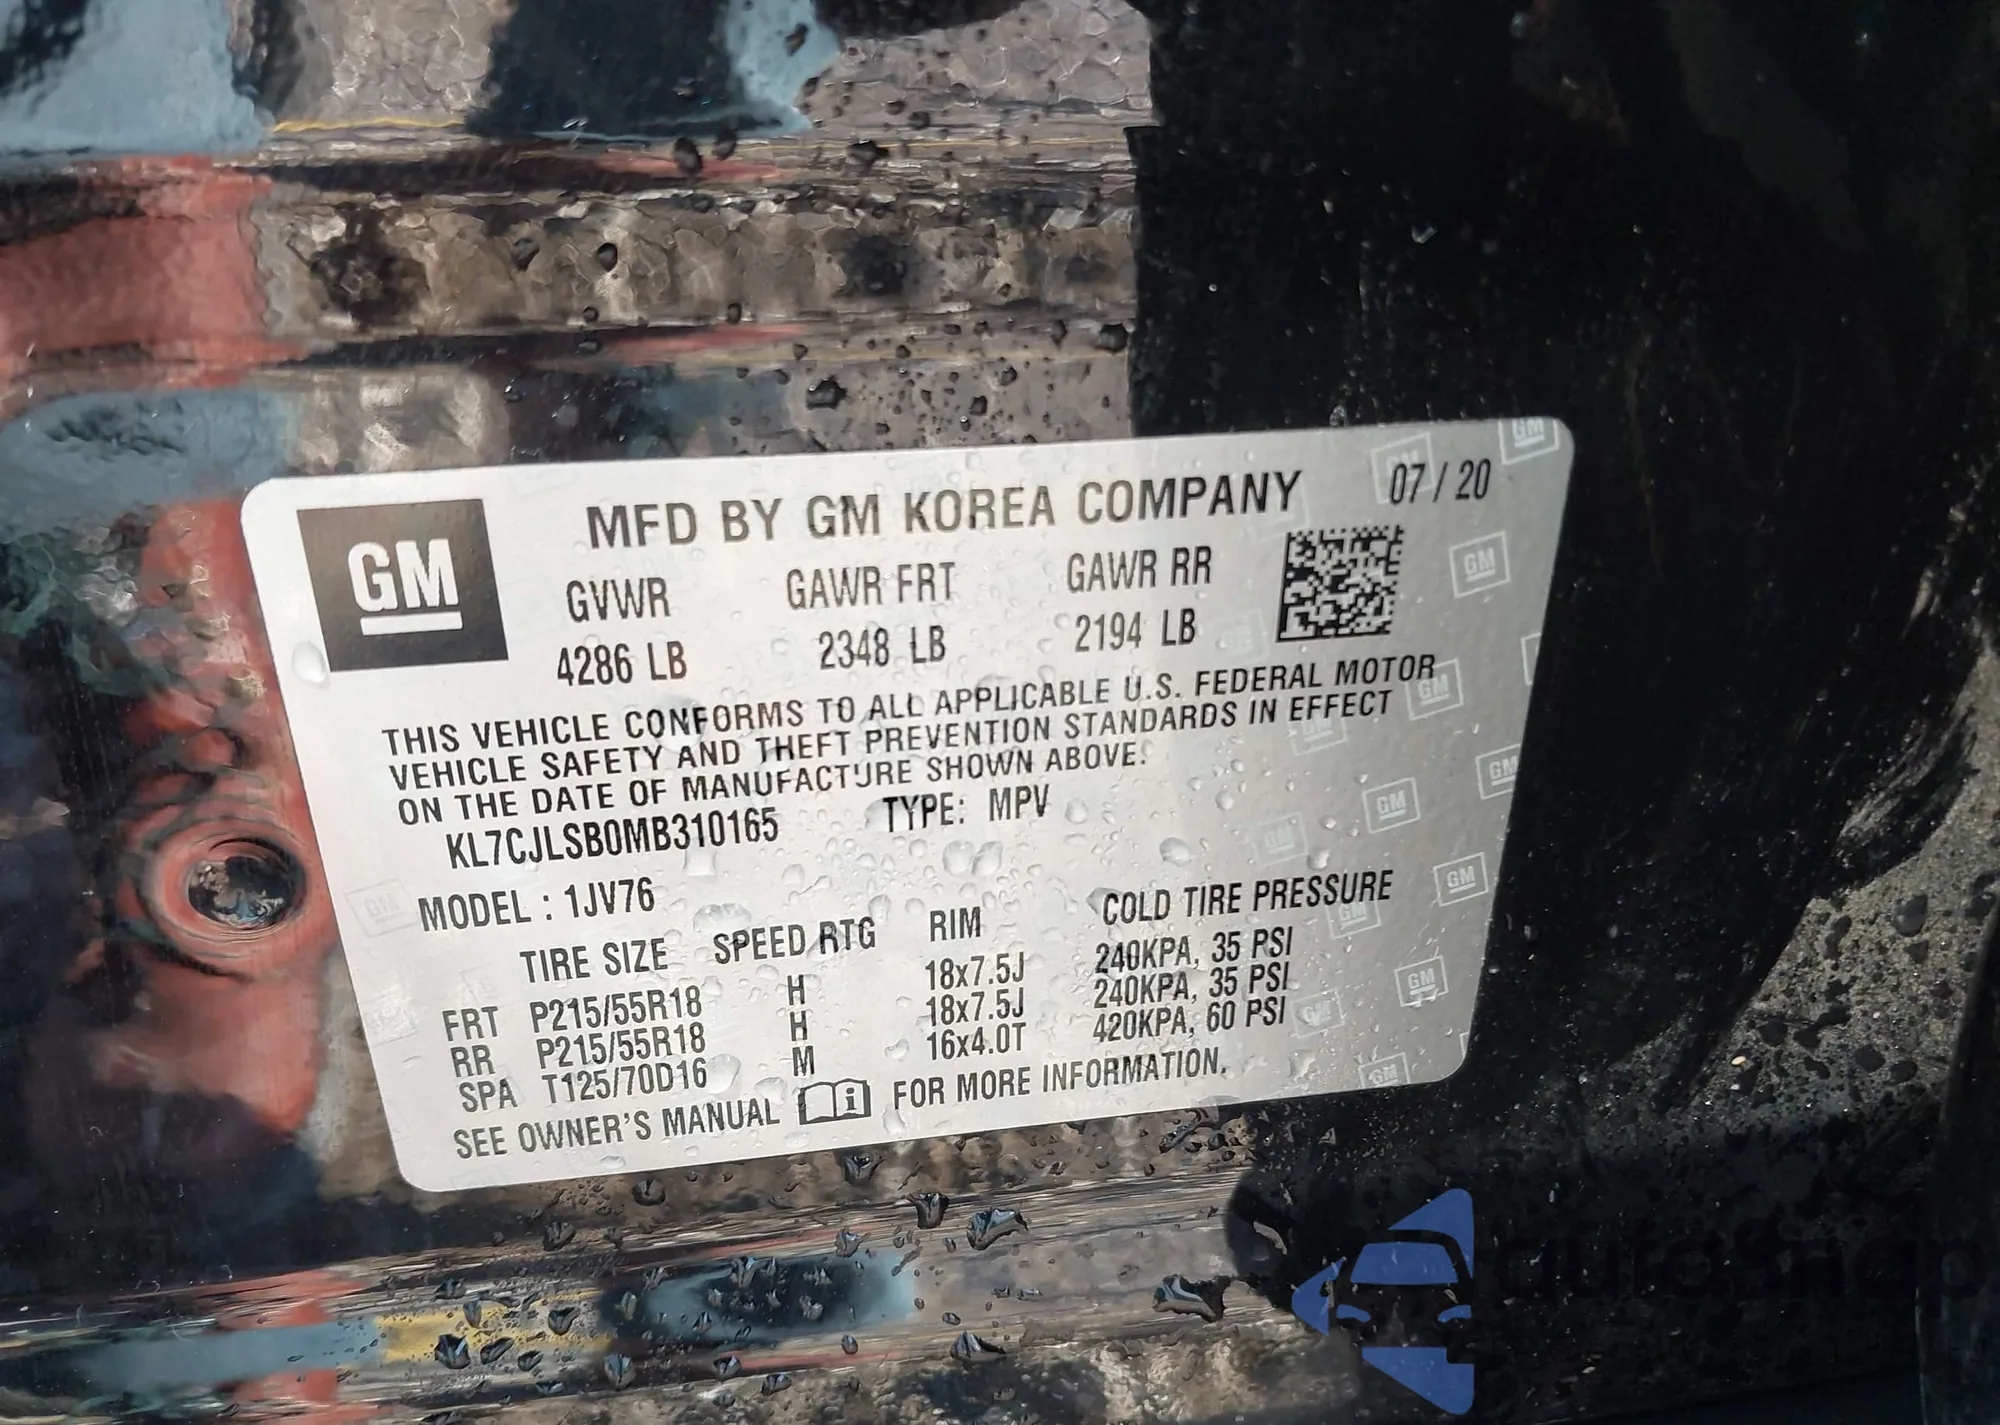 MFD BY GM KOREA COMPANY 07/20
GM
GVWR GAWR FRT GAWR RR
4286 LB 2348 LB 2194 LB
THIS VEHICLE CONFORMS TO ALL APPLICABLE U.S. FEDERAL MOTOR
VEHICLE SAFETY AND THEFT PREVENTION STANDARDS IN EFFECT
ON THE DATE OF MANUFACTURE SHOWN ABOVE.
KL7CJLSB0MB310165 TYPE: MPV
MODEL : 1JV76
TIRE SIZE SPEED RTG RIM COLD TIRE PRESSURE
FRT P215/55R18 H 18x7.5J 240KPA, 35 PSI
RR P215/55R18 H 18x7.5J 240KPA, 35 PSI
SPA T125/70D16 M 16x4.0T 420KPA, 60 PSI
SEE OWNER'S MANUAL FOR MORE INFORMATION.